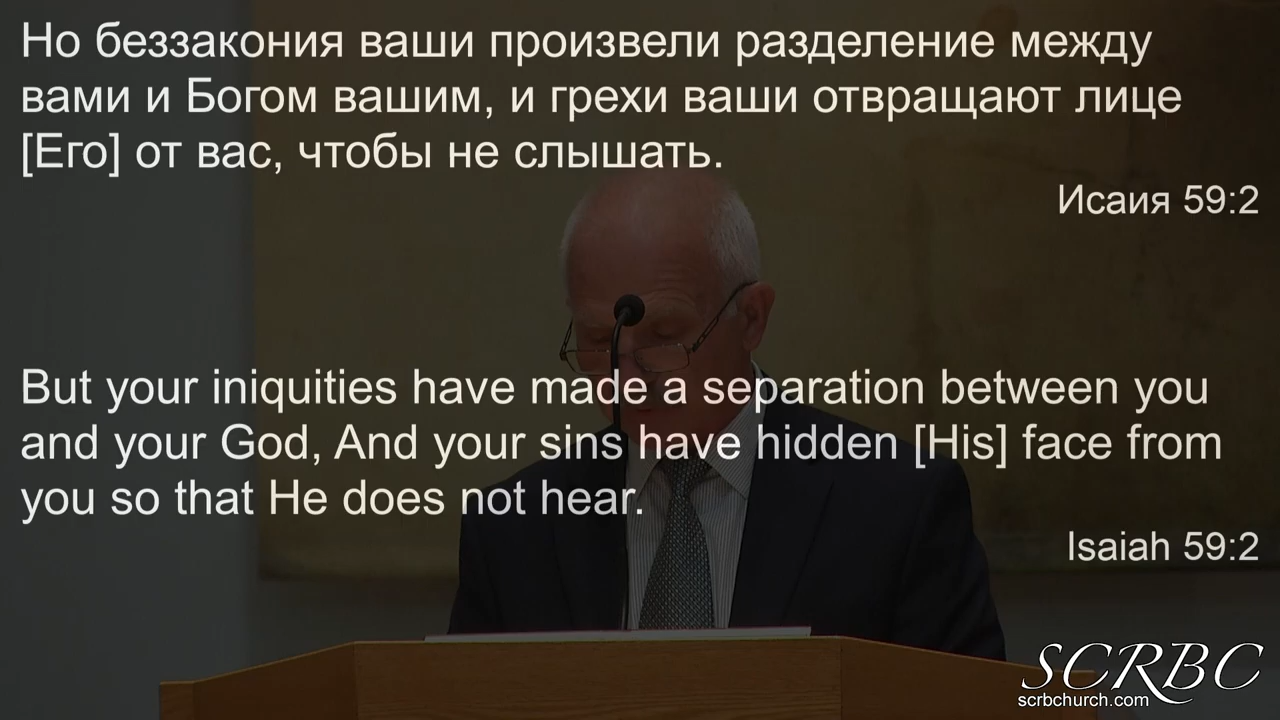 Но беззакония ваши произвели разделение между
вами и Богом вашим, и грехи ваши отвращают лице
[Его] от вас, чтобы не слышать.
Исаия 59:2
But your iniquities have made a separation between you
and your God, And your sins have hidden [His] face from
you so that He does not hear.
Isaiah 59:2
SCRBC
scrbchurch.com